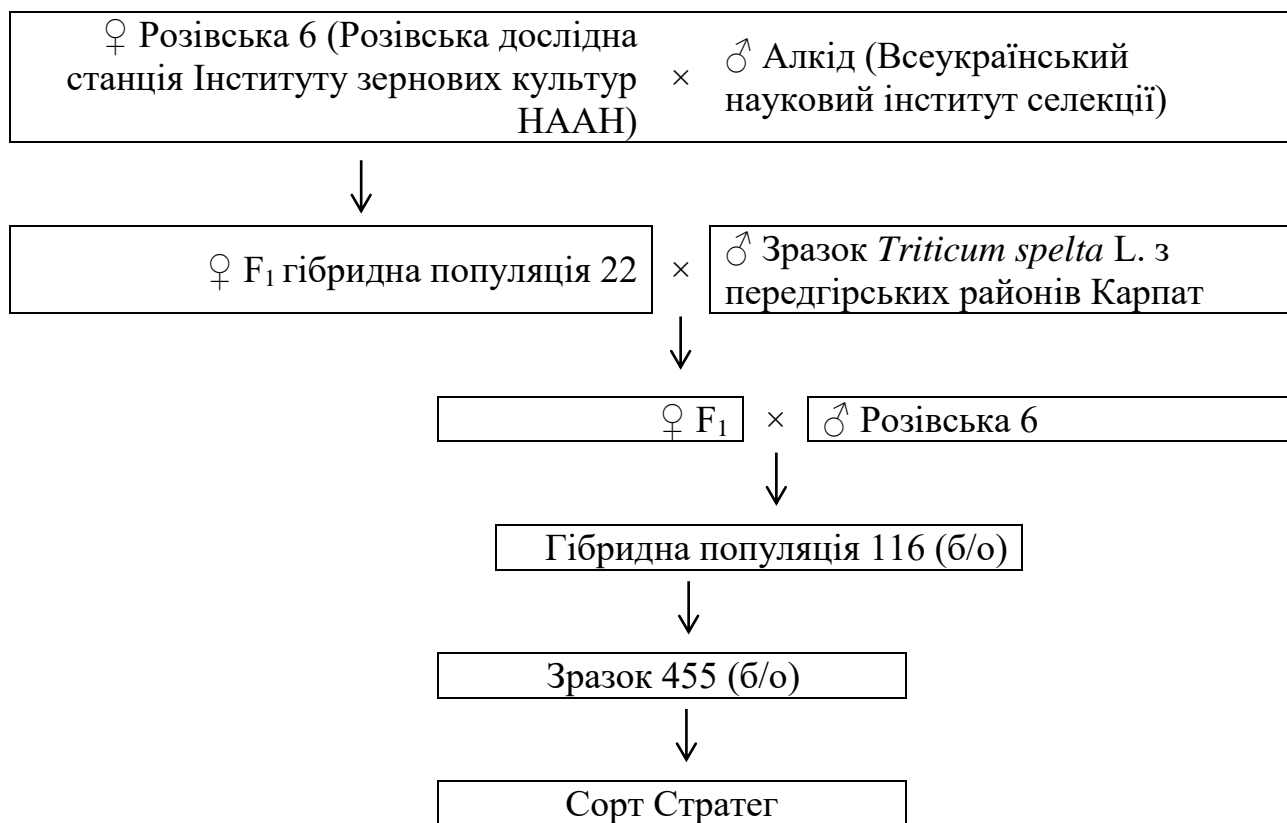 ♀ Розівська 6 (Розівська дослідна
станція Інституту зернових культур
НААН)
×
♂ Алкід (Всеукраїнський
науковий інститут селекції)
♀ F₁ гібридна популяція 22
×
♂ Зразок Triticum spelta L. з
передгірських районів Карпат
♀ F₁ × ♂ Розівська 6
Гібридна популяція 116 (б/о)
Зразок 455 (б/о)
Сорт Стратег